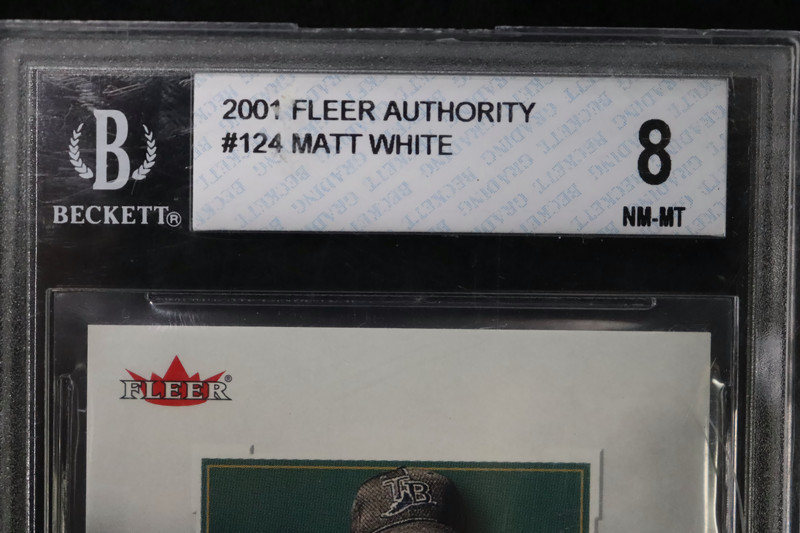 2001 FLEER AUTHORITY
#124 MATT WHITE
8
NM-MT
B
BECKETT®
FLEER®
TB